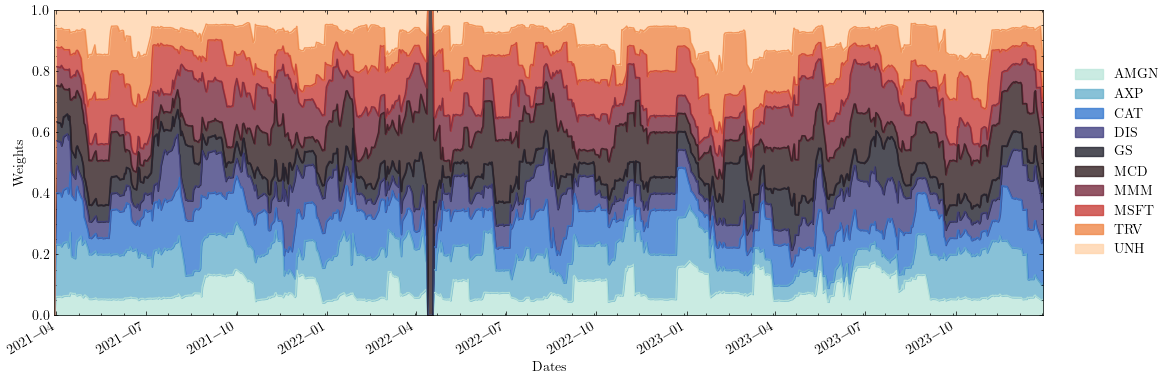 1.0
0.8
0.6
0.4
0.2
0.0
Weights
2021-04
2021-07
2021-10
2022-01
2022-04
2022-07
2022-10
2023-01
2023-04
2023-07
2023-10
Dates
AMGN
AXP
CAT
DIS
GS
MCD
MMM
MSFT
TRV
UNH